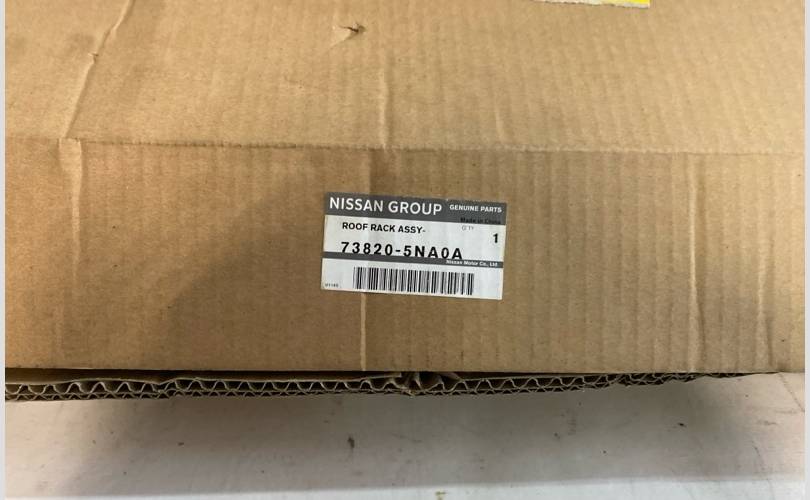 NISSAN GROUP GENUINE PARTS
Made in China
ROOF RACK ASSY- Q'TY 1
73820-5NA0A
Nissan Motor Co., Ltd.